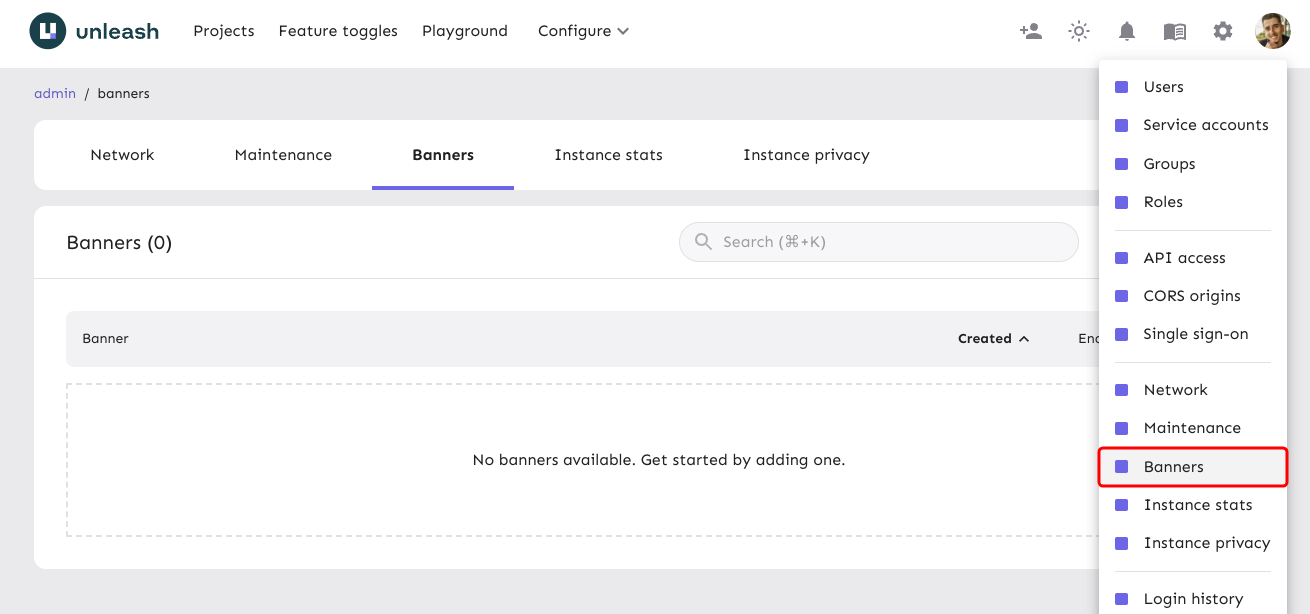 unleash
Projects
Feature toggles
Playground
Configure
admin / banners
Network
Maintenance
Banners
Instance stats
Instance privacy
Banners (0)
Search (⌘+K)
Banner
Created
No banners available. Get started by adding one.
Users
Service accounts
Groups
Roles
API access
CORS origins
Single sign-on
Network
Maintenance
Banners
Instance stats
Instance privacy
Login history